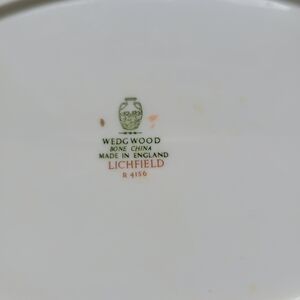 WEDGWOOD
BONE CHINA
MADE IN ENGLAND
LICHFIELD
R 4156